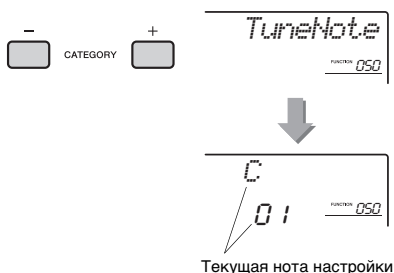 − CATEGORY +
TuneNote
FUNCTION 050
C
01 FUNCTION 050
Текущая нота настройки